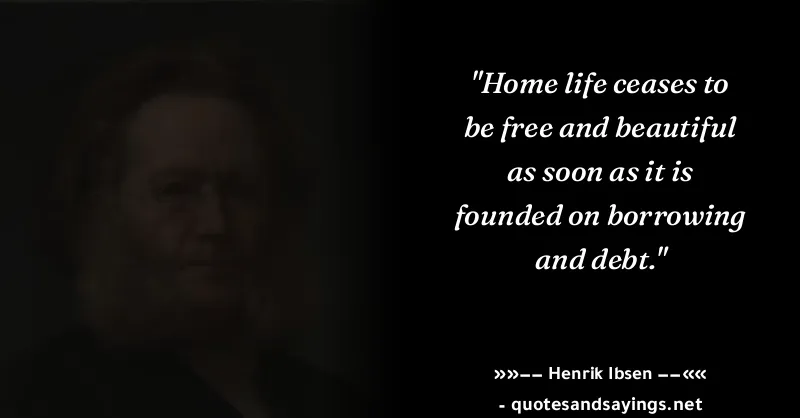 "Home life ceases to
be free and beautiful
as soon as it is
founded on borrowing
and debt."
»»—— Henrik Ibsen ——««
- quotesandsayings.net